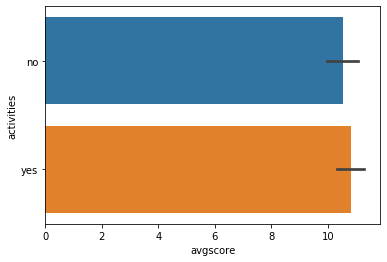 activities
no
yes
0 2 4 6 8 10
avgscore